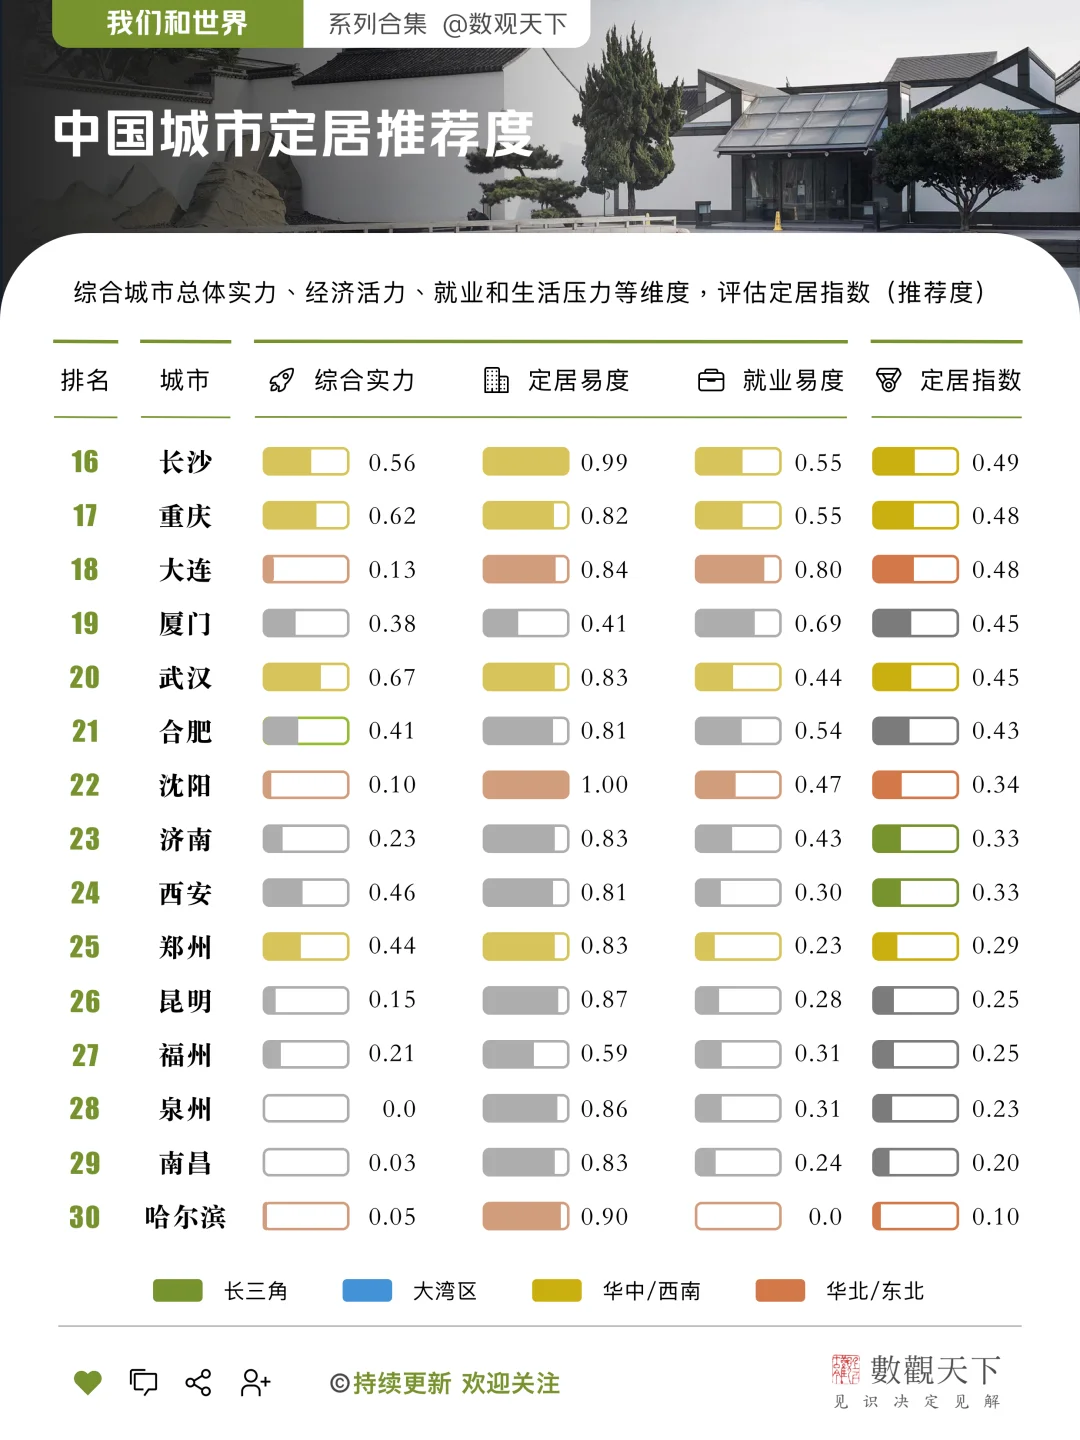 我们和世界 系列合集 @数观天下
中国城市定居推荐度
综合城市总体实力、经济活力、就业和生活压力等维度，评估定居指数（推荐度）
排名 城市 综合实力 定居易度 就业易度 定居指数
16 长沙 0.56 0.99 0.55 0.49
17 重庆 0.62 0.82 0.55 0.48
18 大连 0.13 0.84 0.80 0.48
19 厦门 0.38 0.41 0.69 0.45
20 武汉 0.67 0.83 0.44 0.45
21 合肥 0.41 0.81 0.54 0.43
22 沈阳 0.10 1.00 0.47 0.34
23 济南 0.23 0.83 0.43 0.33
24 西安 0.46 0.81 0.30 0.33
25 郑州 0.44 0.83 0.23 0.29
26 昆明 0.15 0.87 0.28 0.25
27 福州 0.21 0.59 0.31 0.25
28 泉州 0.0 0.86 0.31 0.23
29 南昌 0.03 0.83 0.24 0.20
30 哈尔滨 0.05 0.90 0.0 0.10
长三角 大湾区 华中/西南 华北/东北
©持续更新 欢迎关注
數觀天下
见识决定见解